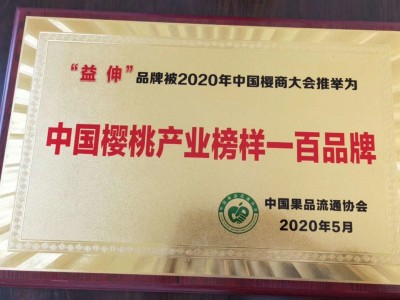 “益伸”品牌被2020年中国樱商大会推举为
中国樱桃产业榜样一百品牌
中国果品流通协会
2020年5月